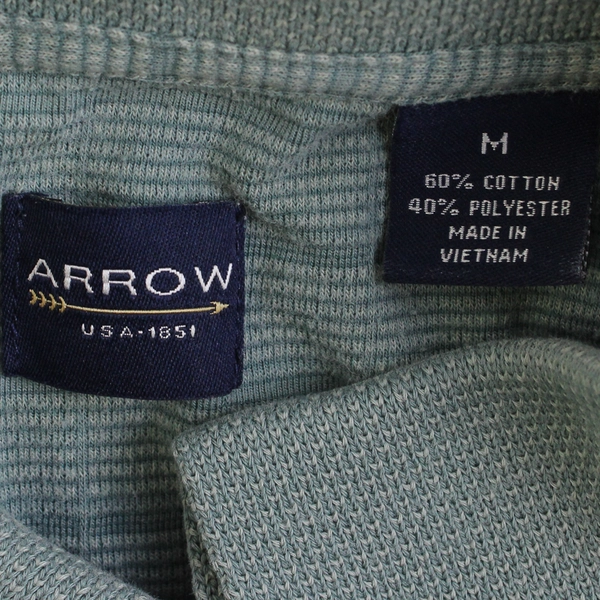 ARROW
USA-1851
M
60% COTTON
40% POLYESTER
MADE IN
VIETNAM